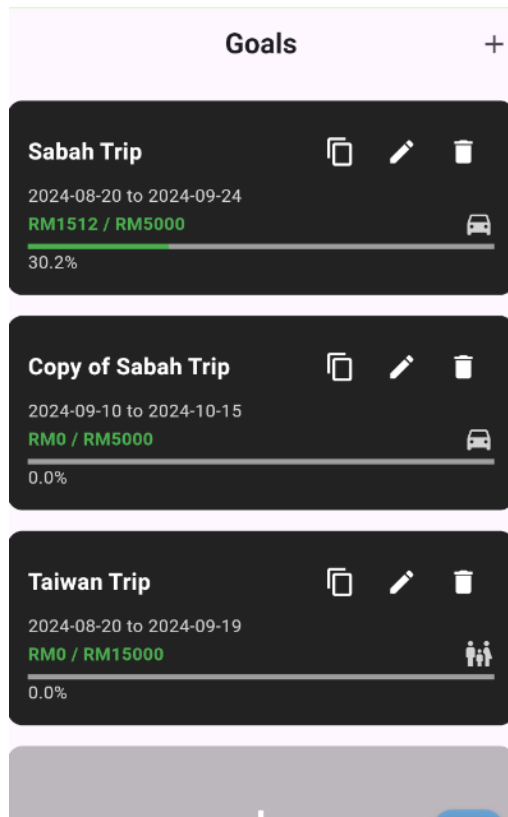 Goals
Sabah Trip
2024-08-20 to 2024-09-24
RM1512 / RM5000
30.2%
Copy of Sabah Trip
2024-09-10 to 2024-10-15
RM0 / RM5000
0.0%
Taiwan Trip
2024-08-20 to 2024-09-19
RM0 / RM15000
0.0%